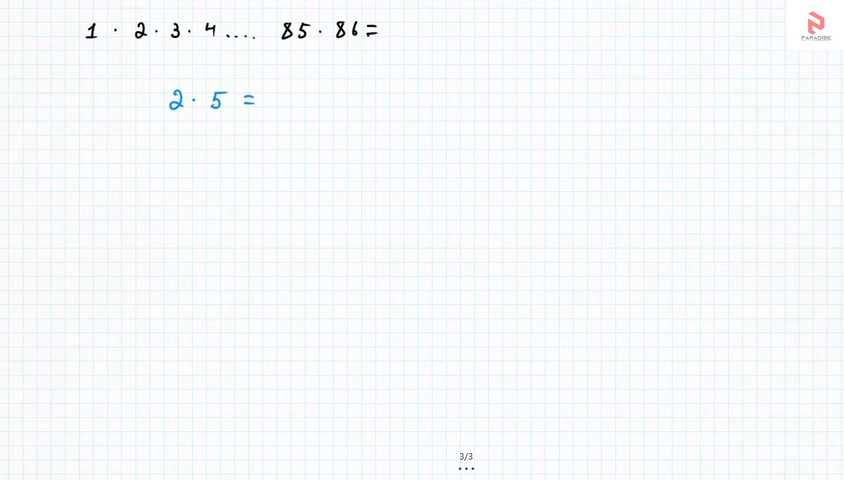 1 · 2 · 3 · 4 .... 85 · 86 =
PARADISE
2 · 5 =
3/3